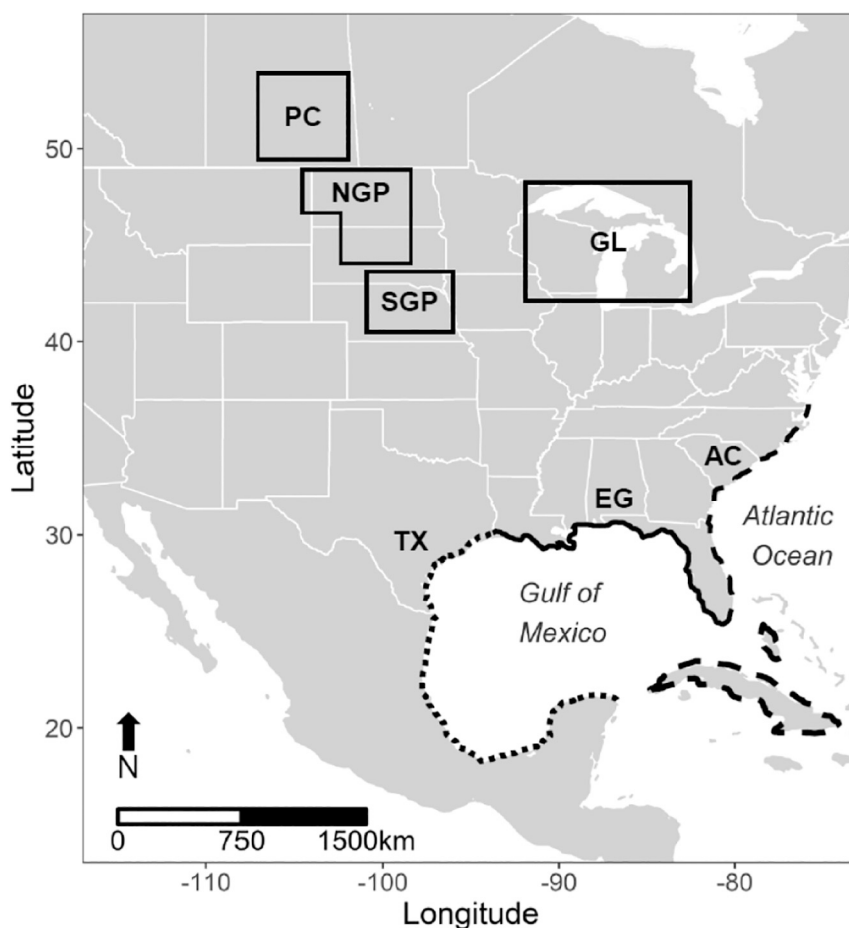 PC
50
NGP
GL
SGP
40
Latitude
AC
EG
Atlantic
Ocean
TX
30
Gulf of
Mexico
20
N
0 750 1500km
-110 -100 -90 -80
Longitude